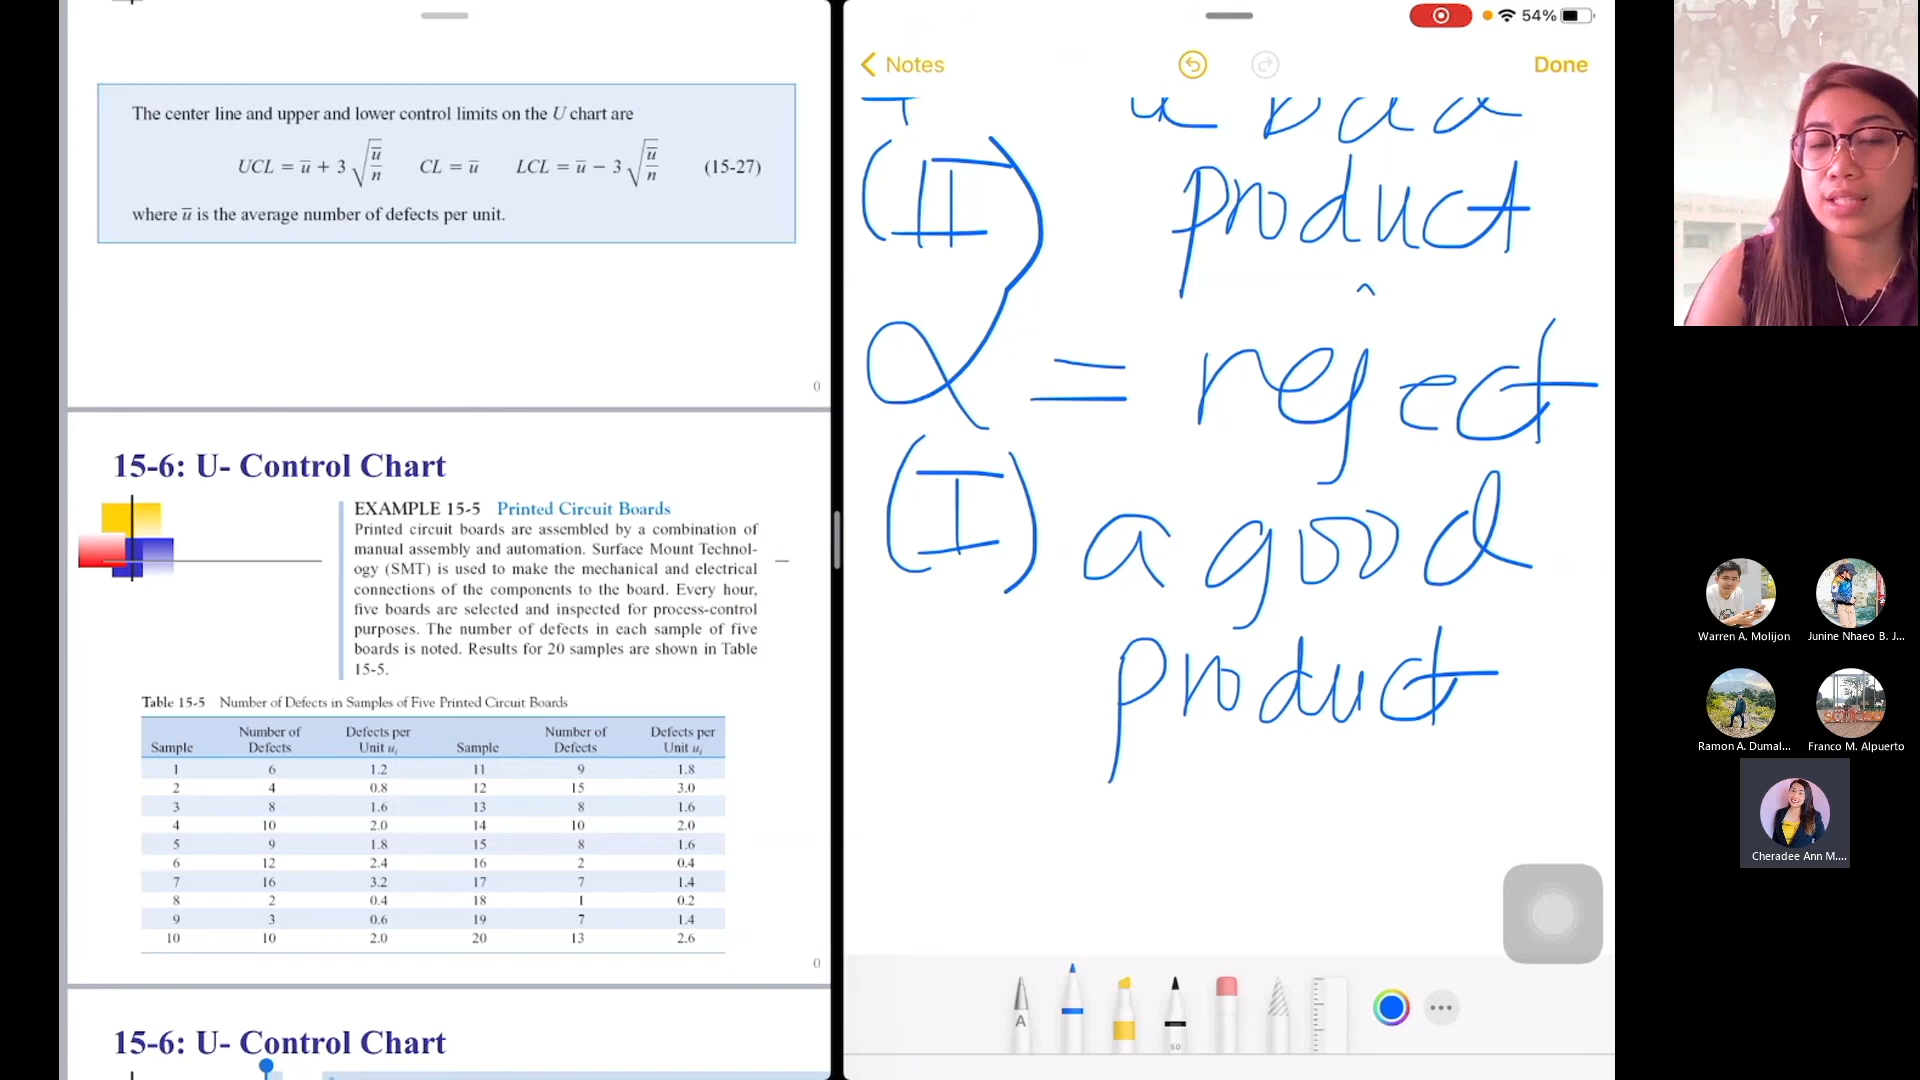 The center line and upper and lower control limits on the U chart are
UCL = u̅ + 3 √(u̅/n) CL = u̅ LCL = u̅ − 3 √(u̅/n) (15-27)
where u̅ is the average number of defects per unit.
0
15-6: U- Control Chart
EXAMPLE 15-5 Printed Circuit Boards
Printed circuit boards are assembled by a combination of
manual assembly and automation. Surface Mount Technol-
ogy (SMT) is used to make the mechanical and electrical
connections of the components to the board. Every hour,
five boards are selected and inspected for process-control
purposes. The number of defects in each sample of five
boards is noted. Results for 20 samples are shown in Table
15-5.
Table 15-5 Number of Defects in Samples of Five Printed Circuit Boards
Sample Number of Defects Defects per Unit uᵢ Sample Number of Defects Defects per Unit uᵢ
1 6 1.2 11 9 1.8
2 4 0.8 12 15 3.0
3 8 1.6 13 8 1.6
4 10 2.0 14 10 2.0
5 9 1.8 15 8 1.6
6 12 2.4 16 2 0.4
7 16 3.2 17 7 1.4
8 2 0.4 18 1 0.2
9 3 0.6 19 7 1.4
10 10 2.0 20 13 2.6
0
15-6: U- Control Chart
54%
Notes
Done
(II) product
α = reject
(I) a good
product
A
50
Warren A. Molijon
Junine Nhaeo B. J...
Ramon A. Dumal...
Franco M. Alpuerto
Cheradee Ann M....